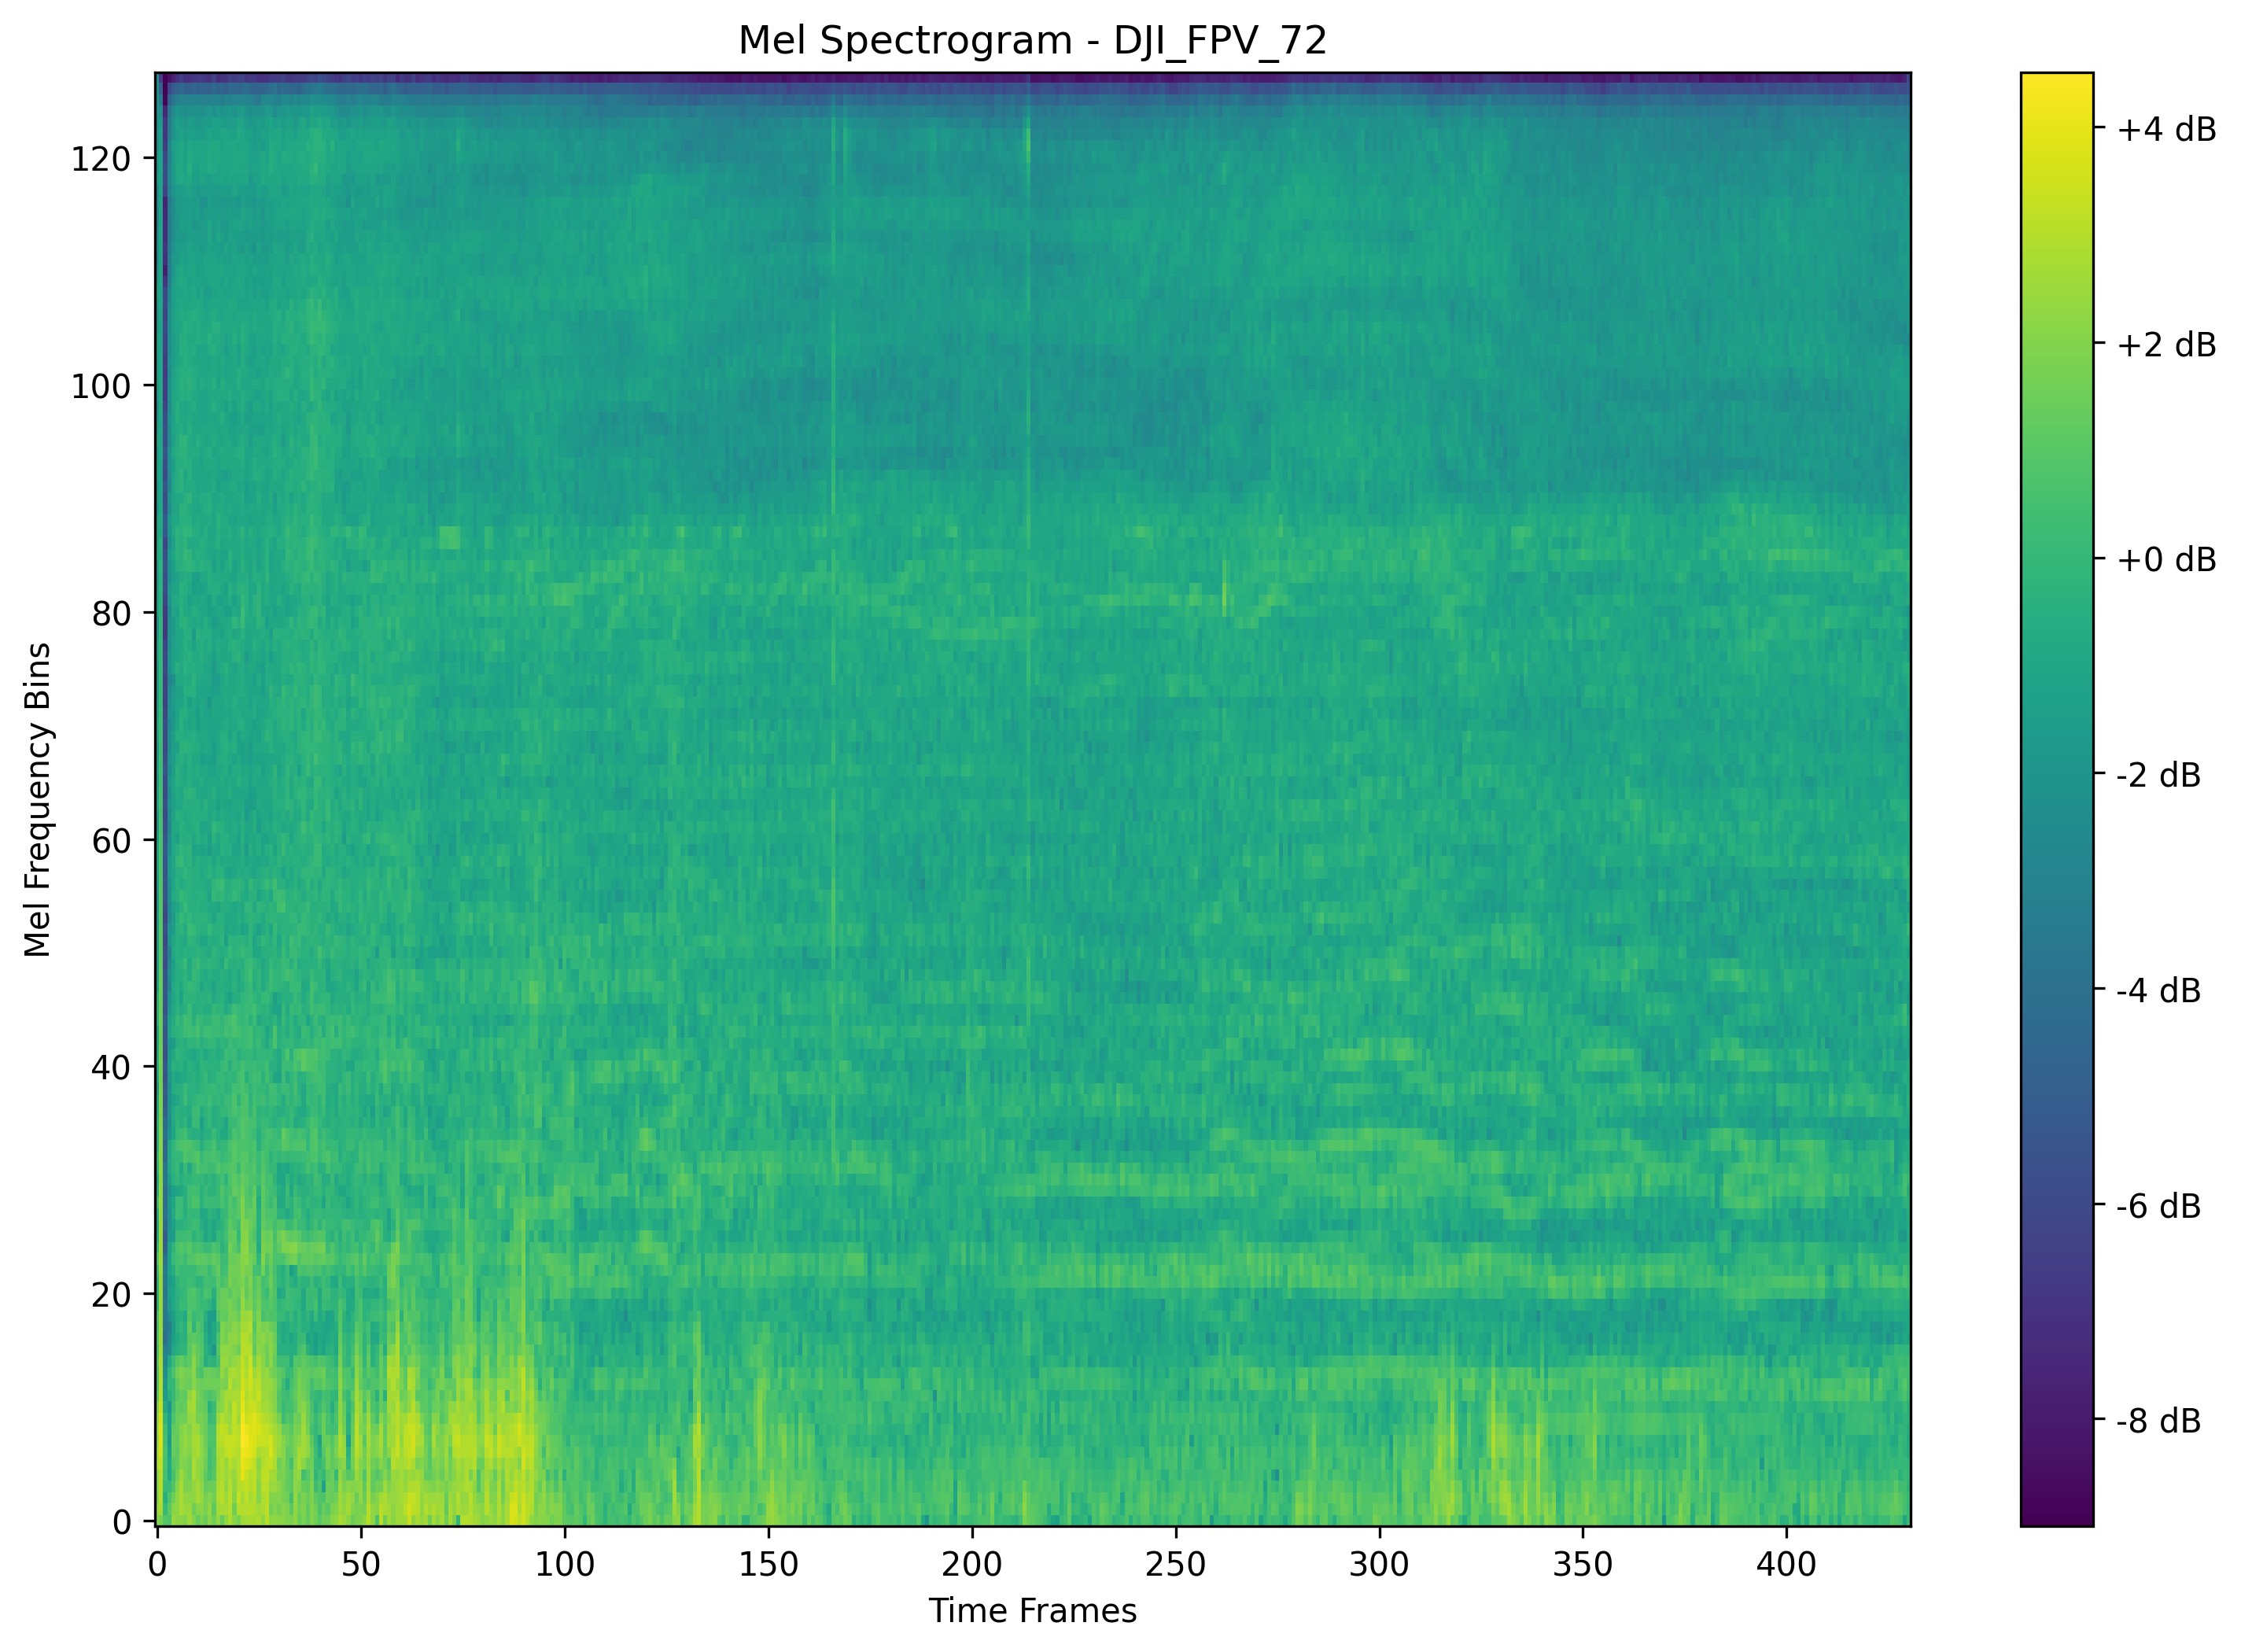 Mel Spectrogram - DJI_FPV_72
Mel Frequency Bins
120
100
80
60
40
20
0
0 50 100 150 200 250 300 350 400
Time Frames
+4 dB
+2 dB
+0 dB
-2 dB
-4 dB
-6 dB
-8 dB